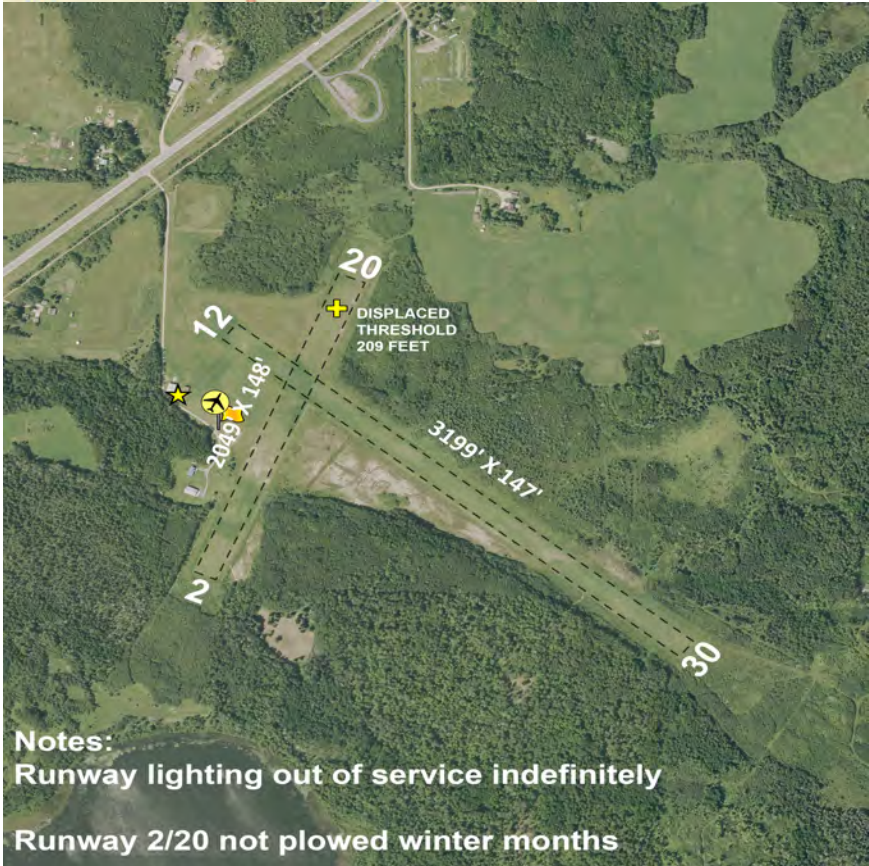 20
12
DISPLACED
THRESHOLD
209 FEET
2049' X 148'
3199' X 147'
2
30
Notes:
Runway lighting out of service indefinitely
Runway 2/20 not plowed winter months